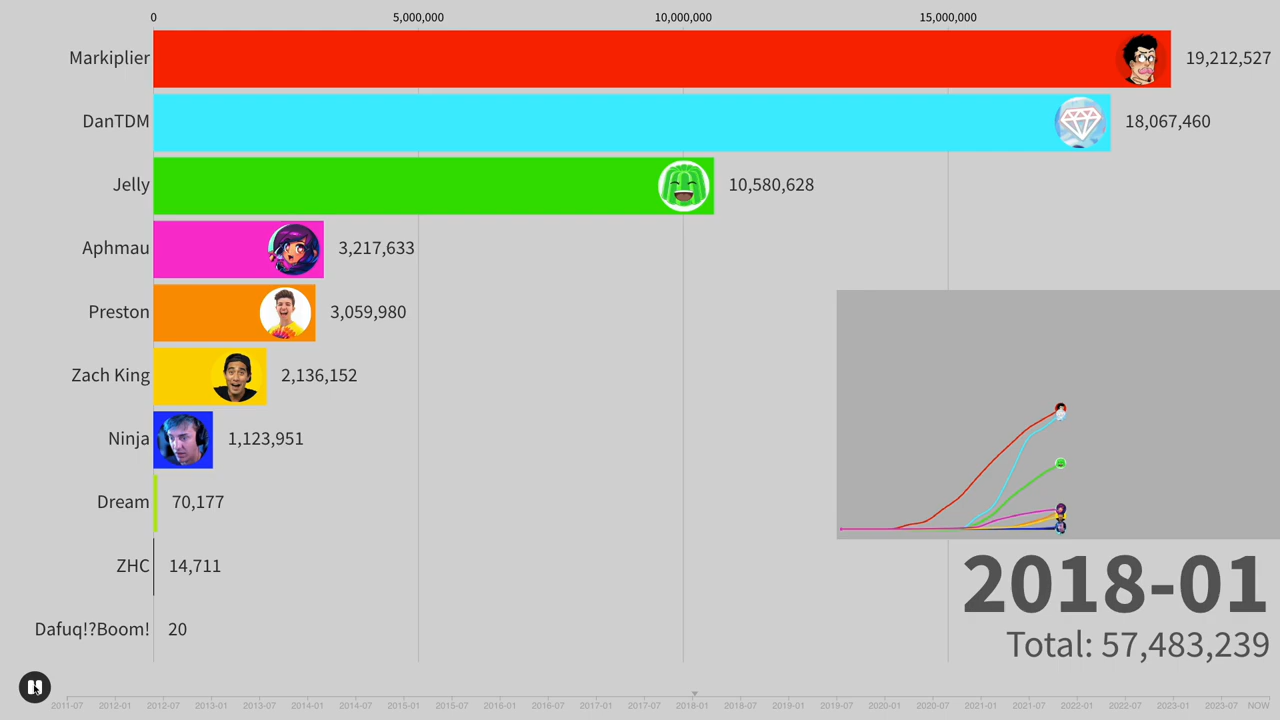 0 5,000,000 10,000,000 15,000,000
Markiplier 19,212,527
DanTDM 18,067,460
Jelly 10,580,628
Aphmau 3,217,633
Preston 3,059,980
Zach King 2,136,152
Ninja 1,123,951
Dream 70,177
ZHC 14,711
Dafuq!?Boom! 20
2018-01
Total: 57,483,239
2011-07 2012-01 2012-07 2013-01 2013-07 2014-01 2014-07 2015-01 2015-07 2016-01 2016-07 2017-01 2017-07 2018-01 2018-07 2019-01 2019-07 2020-01 2020-07 2021-01 2021-07 2022-01 2022-07 2023-01 2023-07 NOW